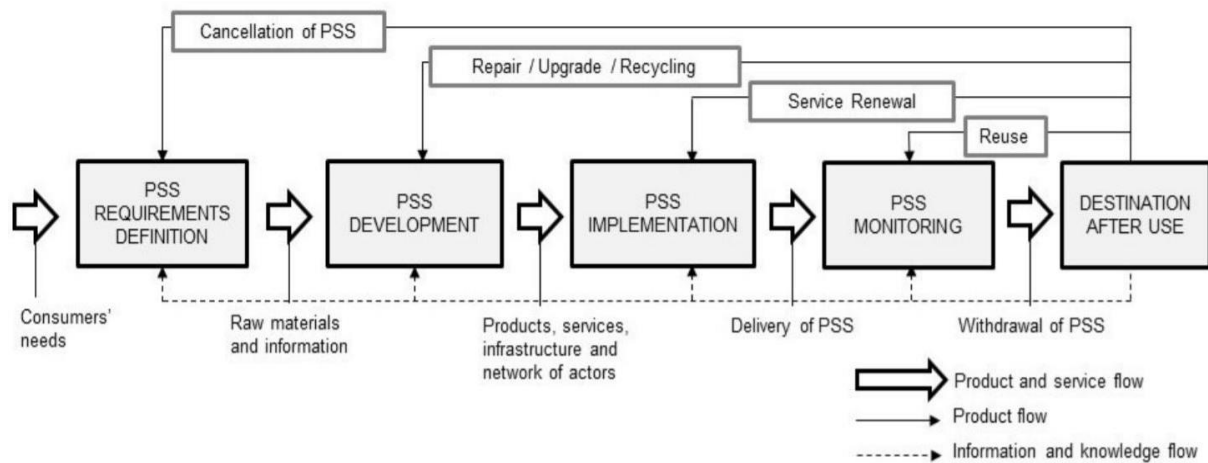 Cancellation of PSS
Repair / Upgrade / Recycling
Service Renewal
Reuse
PSS
REQUIREMENTS
DEFINITION
PSS
DEVELOPMENT
PSS
IMPLEMENTATION
PSS
MONITORING
DESTINATION
AFTER USE
Consumers'
needs
Raw materials
and information
Products, services,
infrastructure and
network of actors
Delivery of PSS
Withdrawal of PSS
Product and service flow
Product flow
Information and knowledge flow